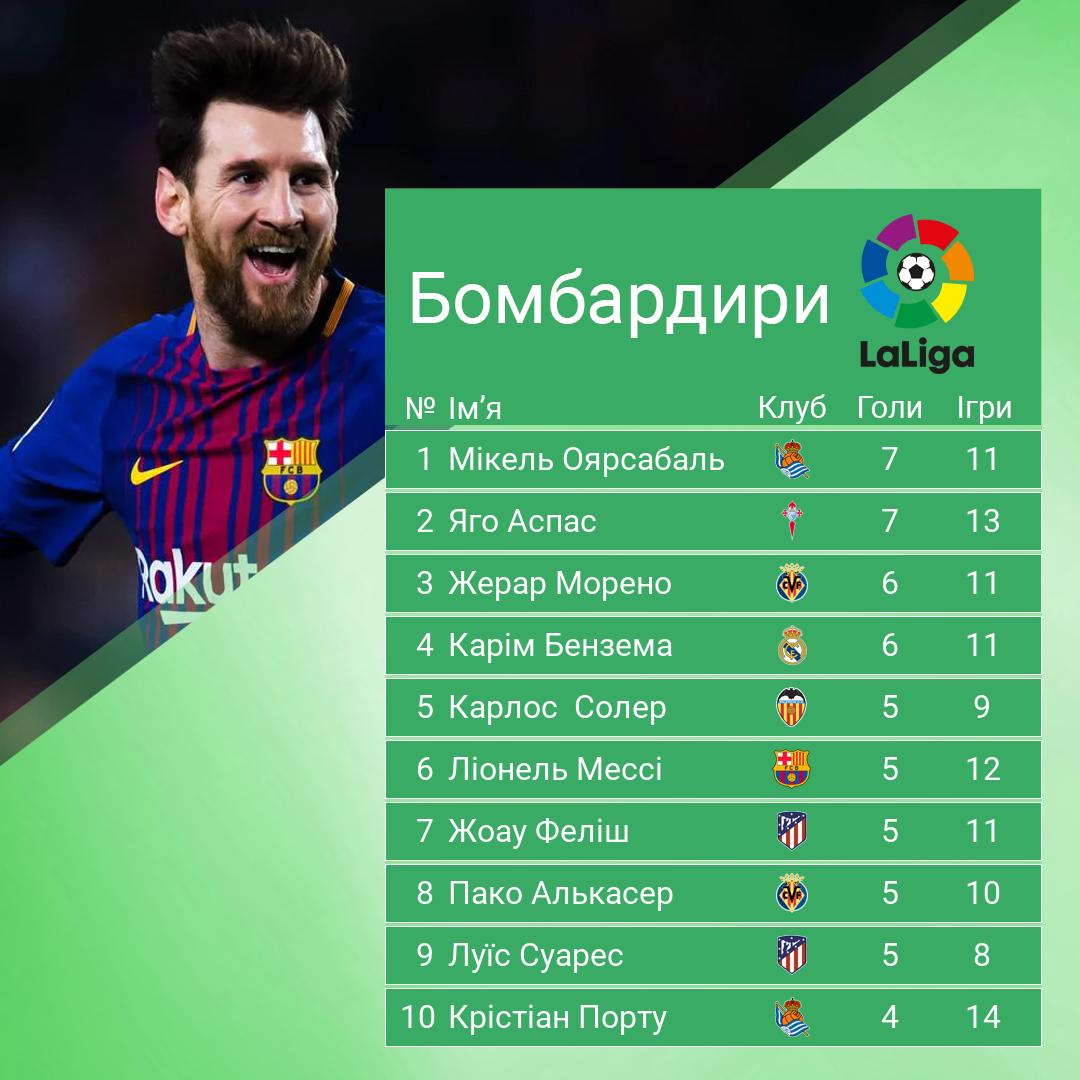 Бомбардири
LaLiga
№ Ім’я Клуб Голи Ігри
1 Мікель Оярсабаль 7 11
2 Яго Аспас 7 13
3 Жерар Морено 6 11
4 Карім Бензема 6 11
5 Карлос Солер 5 9
6 Ліонель Мессі 5 12
7 Жоау Феліш 5 11
8 Пако Алькасер 5 10
9 Луїс Суарес 5 8
10 Крістіан Порту 4 14
FCB
Rakut